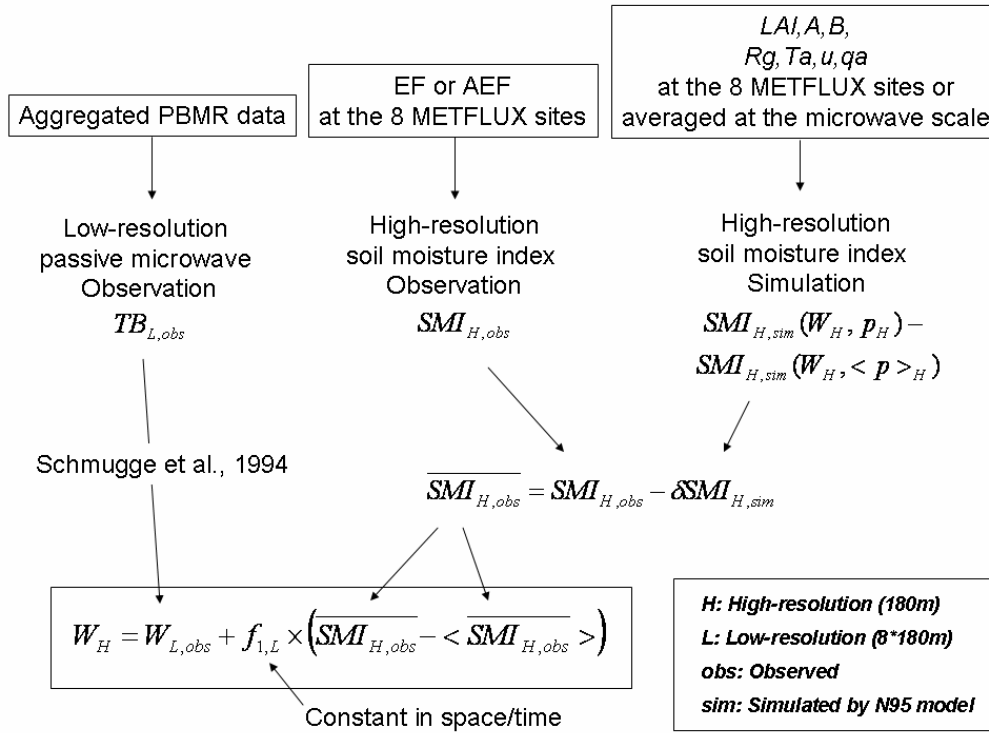 Aggregated PBMR data
EF or AEF
at the 8 METFLUX sites
LAI, A, B,
Rg, Ta, u, qa
at the 8 METFLUX sites or
averaged at the microwave scale
Low-resolution
passive microwave
Observation
TB_{L,obs}
High-resolution
soil moisture index
Observation
SMI_{H,obs}
High-resolution
soil moisture index
Simulation
SMI_{H,sim}(W_H, p_H) −
SMI_{H,sim}(W_H, < p >_H)
Schmugge et al., 1994
\overline{SMI_{H,obs}} = SMI_{H,obs} − δSMI_{H,sim}
W_H = W_{L,obs} + f_{1,L} × (\overline{SMI_{H,obs}} − < \overline{SMI_{H,obs}} >)
Constant in space/time
H: High-resolution (180m)
L: Low-resolution (8*180m)
obs: Observed
sim: Simulated by N95 model